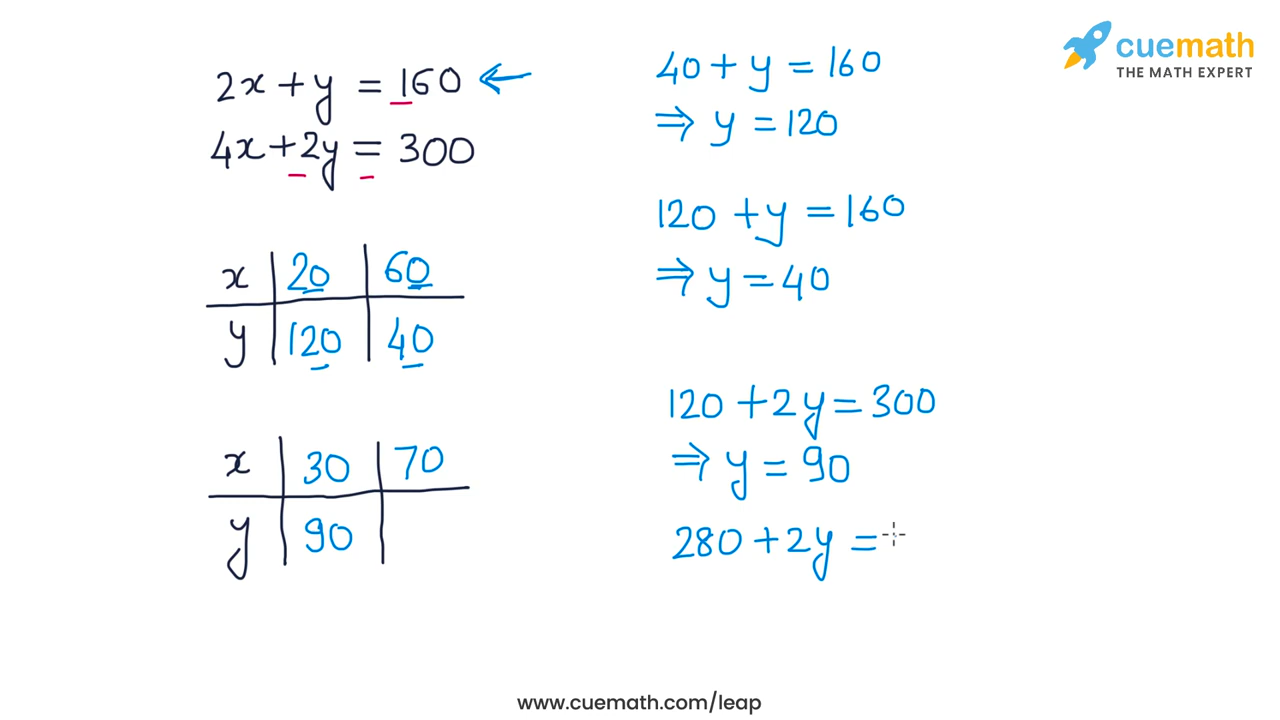 2x + y = 160 ←
4x + 2y = 300
x | 20 | 60
y | 120 | 40
x | 30 | 70
y | 90 |
40 + y = 160
⇒ y = 120
120 + y = 160
⇒ y = 40
120 + 2y = 300
⇒ y = 90
280 + 2y =
cuemath
THE MATH EXPERT
www.cuemath.com/leap